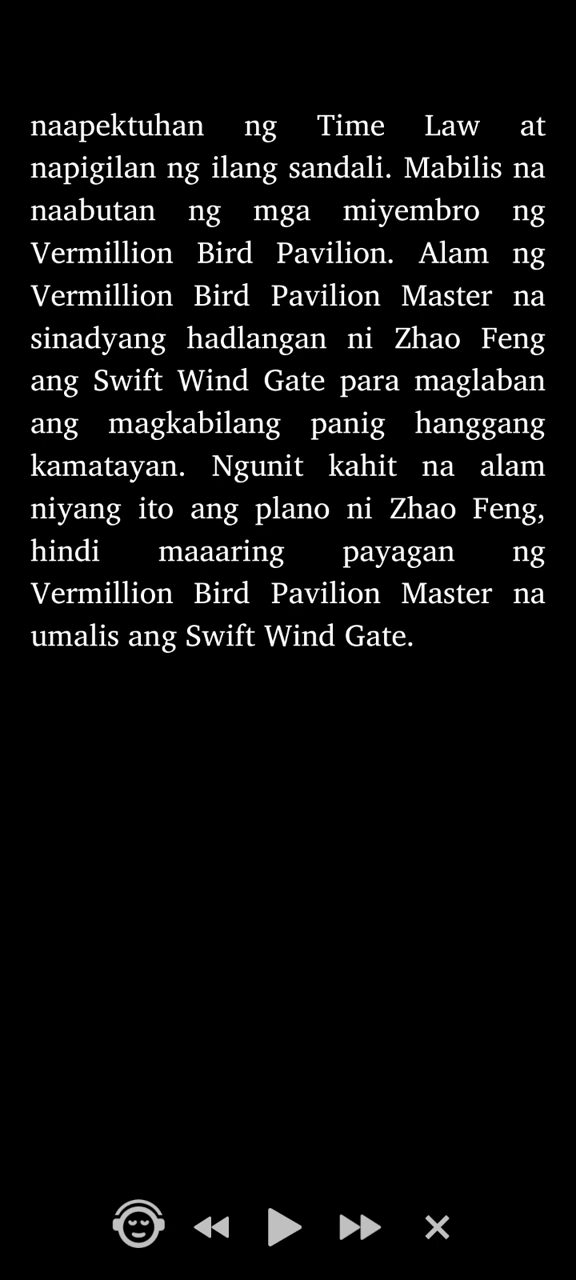 naapektuhan ng Time Law at
napigilan ng ilang sandali. Mabilis na
naabutan ng mga miyembro ng
Vermillion Bird Pavilion. Alam ng
Vermillion Bird Pavilion Master na
sinadyang hadlangan ni Zhao Feng
ang Swift Wind Gate para maglaban
ang magkabilang panig hanggang
kamatayan. Ngunit kahit na alam
niyang ito ang plano ni Zhao Feng,
hindi maaaring payagan ng
Vermillion Bird Pavilion Master na
umalis ang Swift Wind Gate.